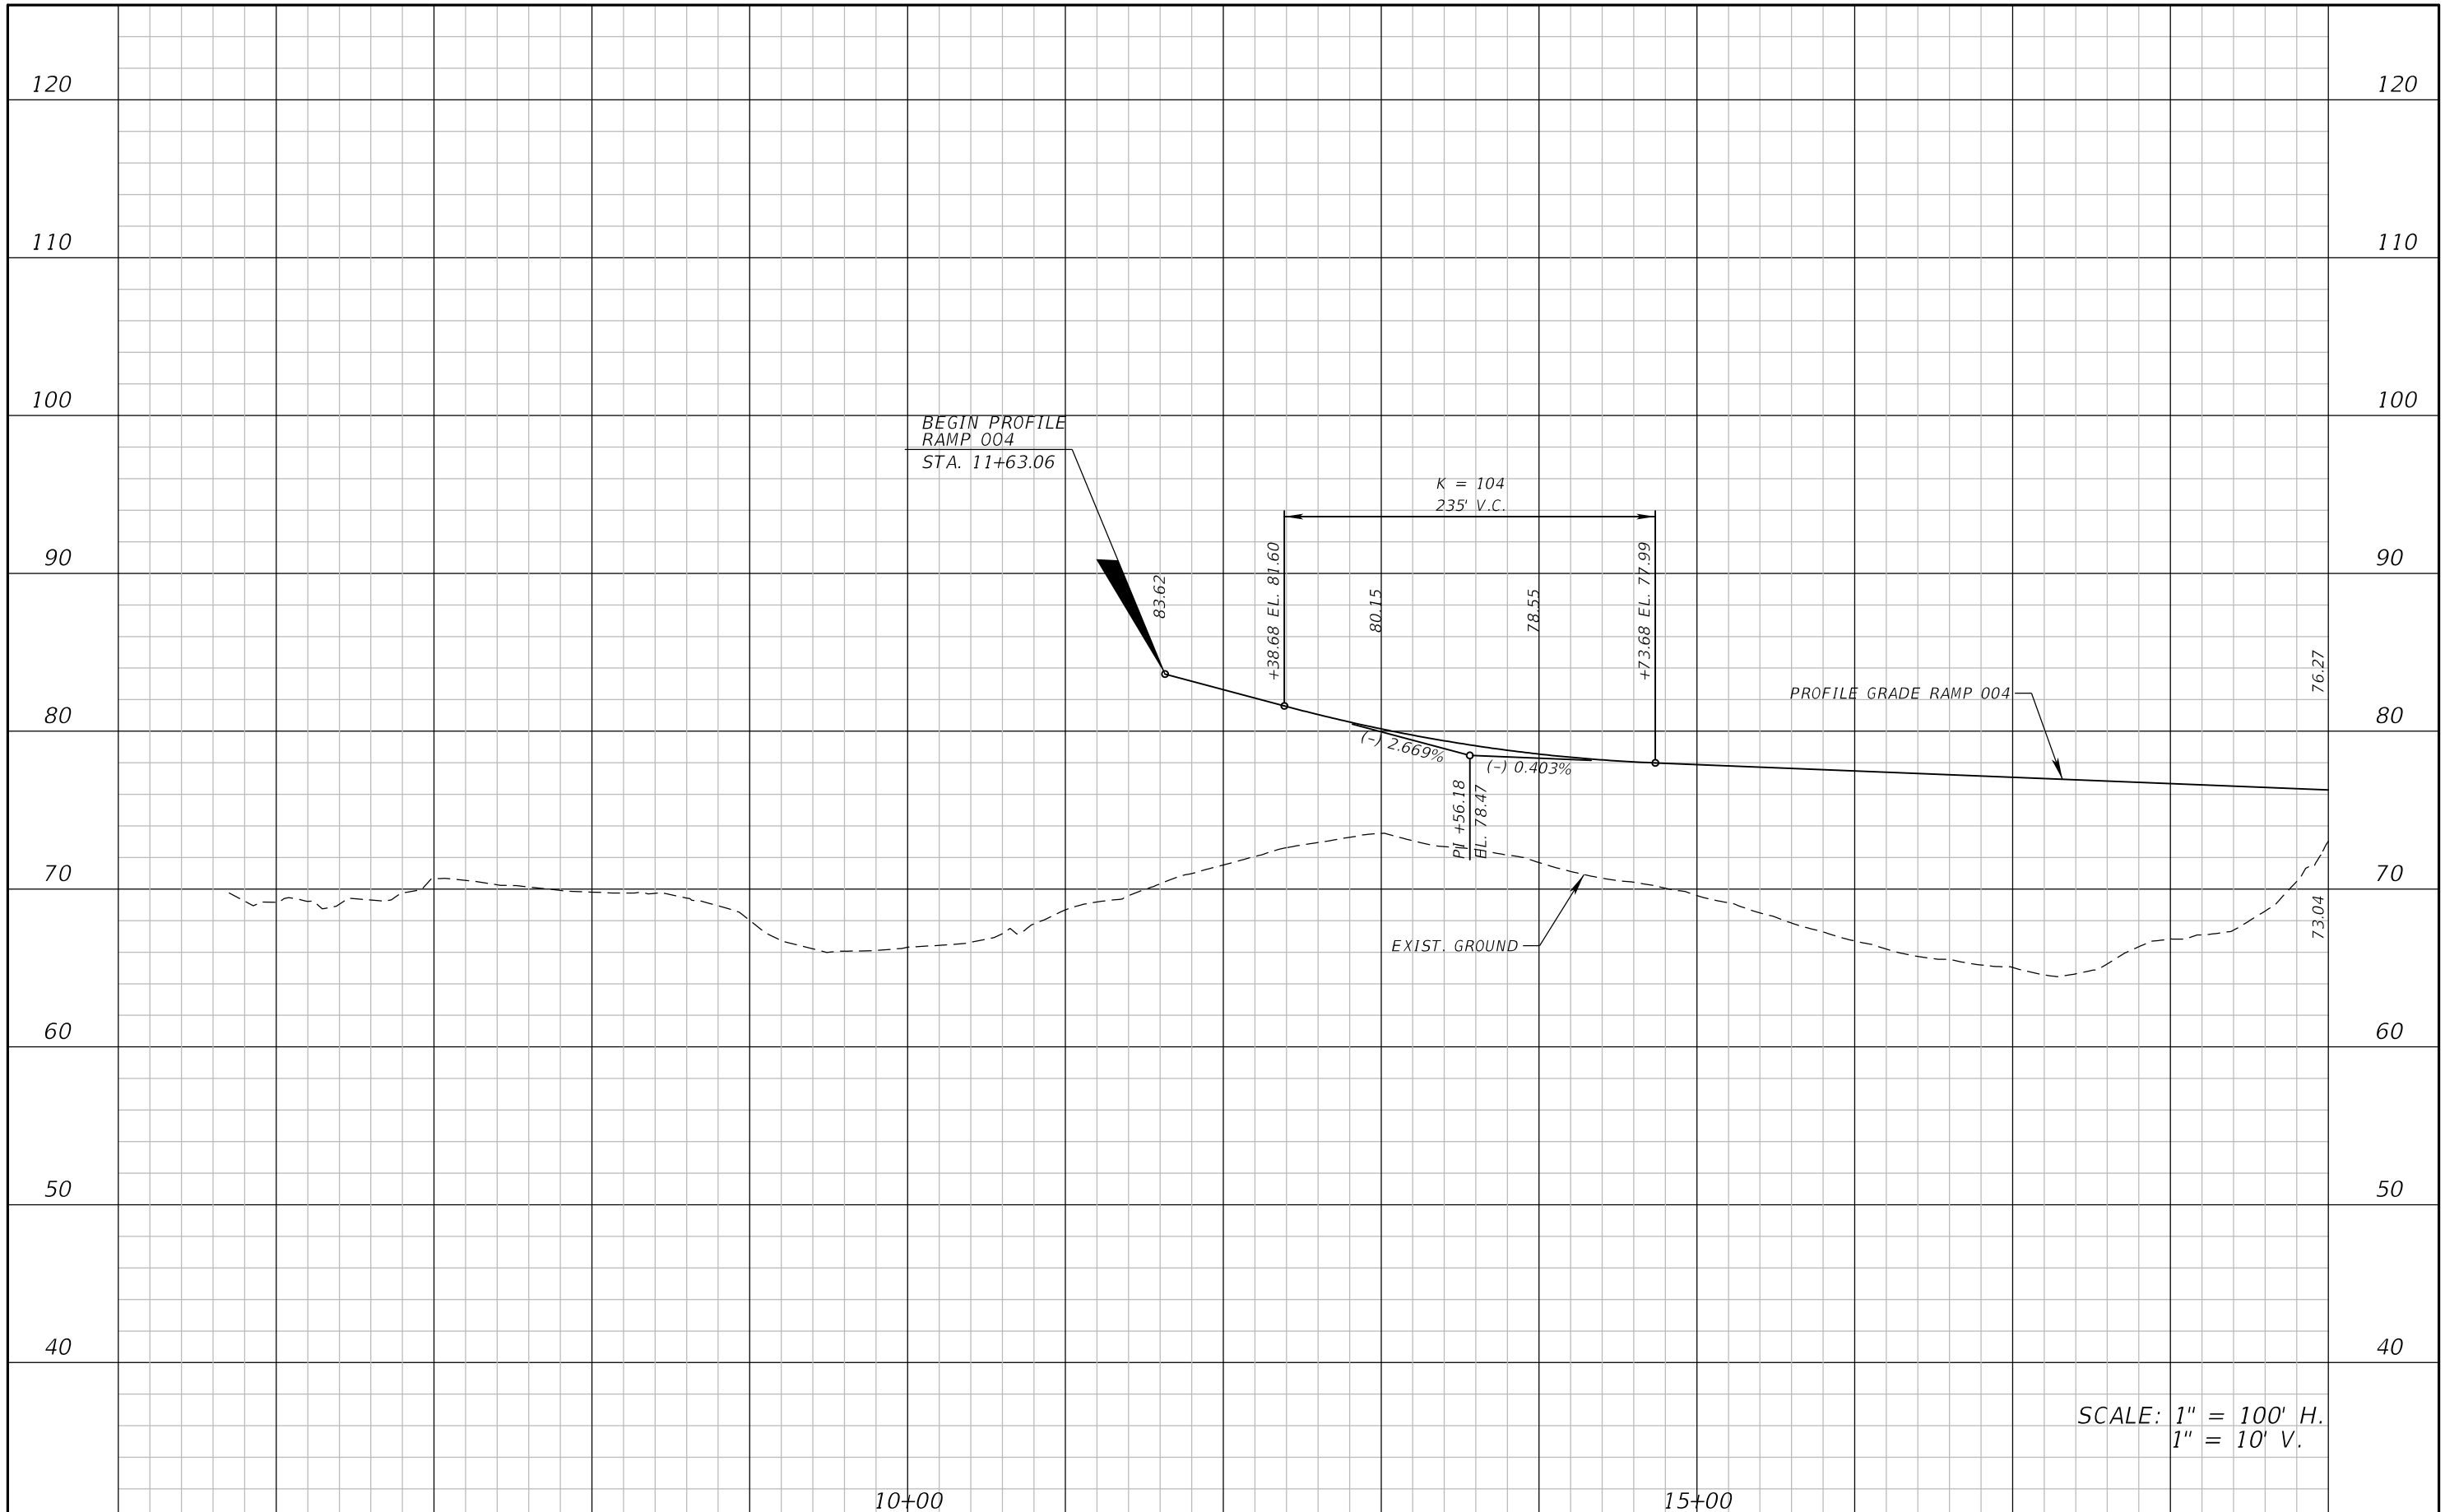 120
120
110
110
100
100
BEGIN PROFILE
RAMP 004
STA. 11+63.06
K = 104
235' V.C.
90
90
83.62
+38.68 EL. 81.60
80.15
78.55
+73.68 EL. 77.99
76.27
PROFILE GRADE RAMP 004
80
80
(-) 2.669%
(-) 0.403%
PI +56.18
EL. 78.47
70
70
73.04
EXIST. GROUND
60
60
50
50
40
40
SCALE: 1" = 100' H.
1" = 10' V.
10+00
15+00